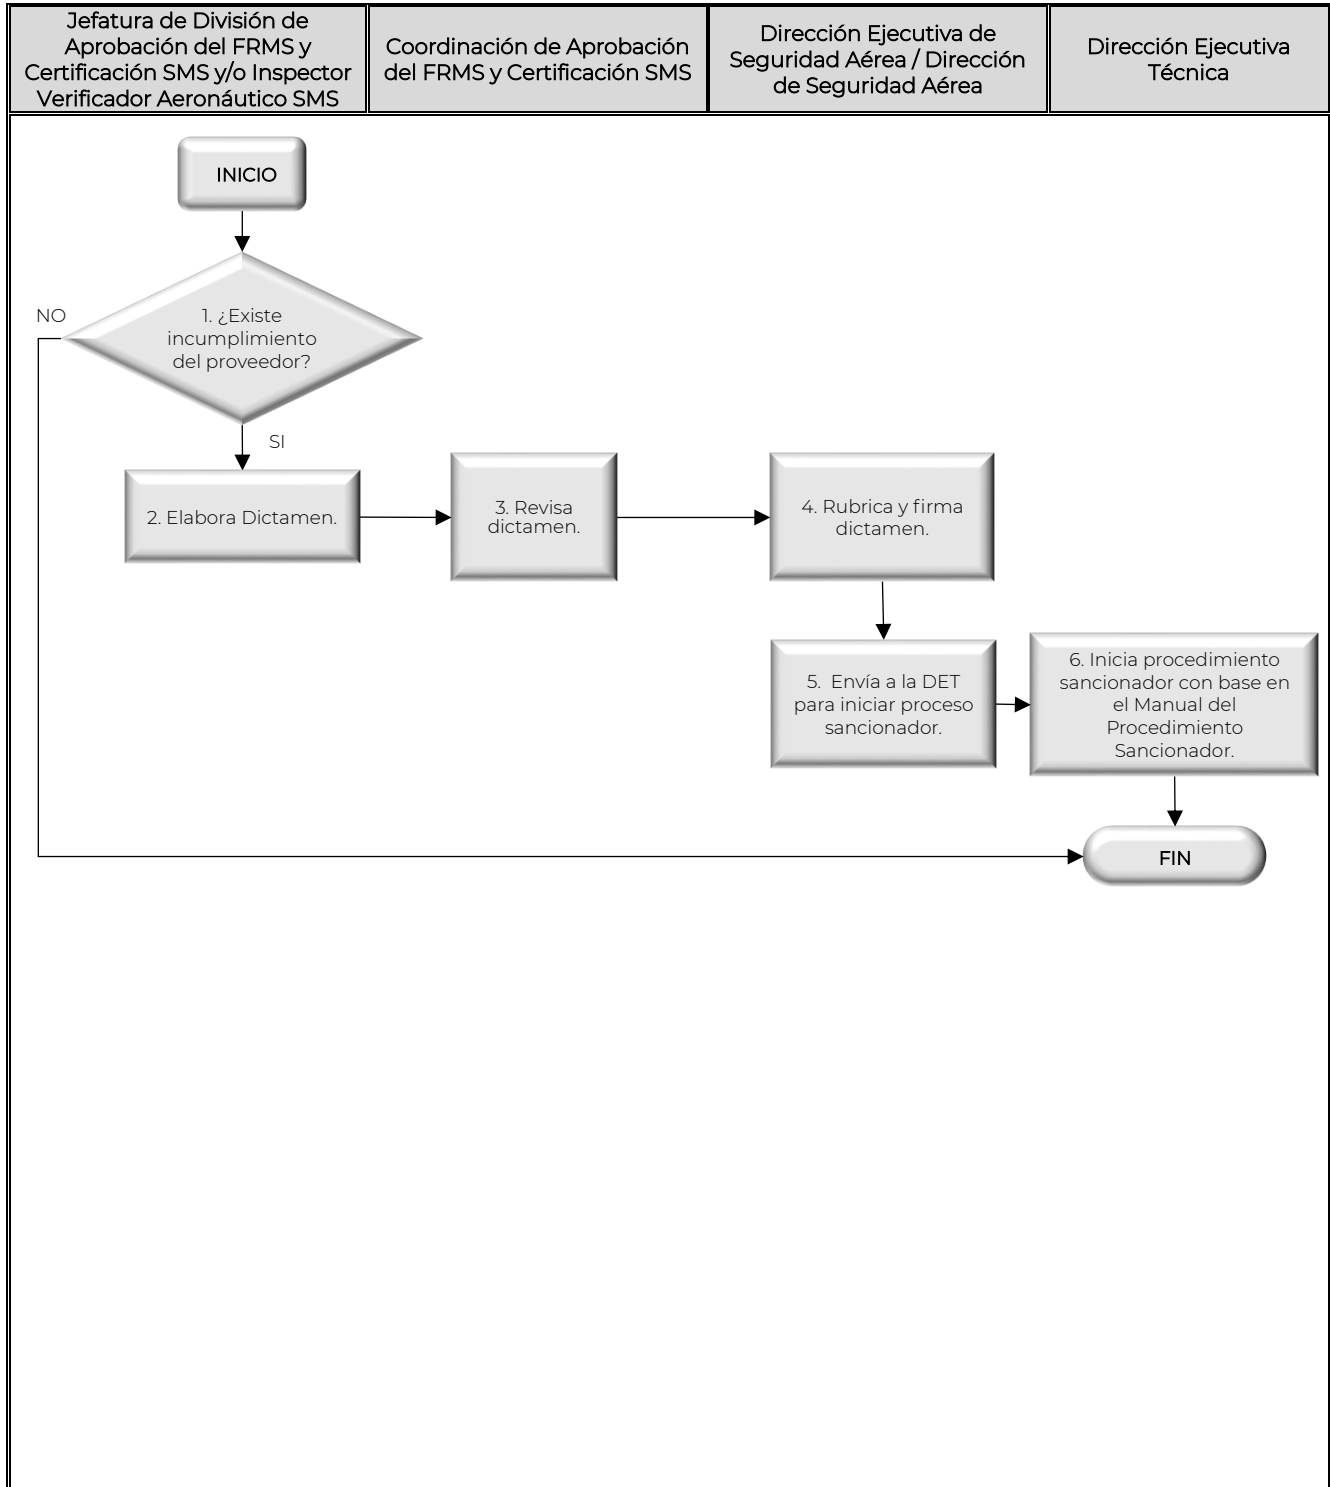 Jefatura de División de
Aprobación del FRMS y
Certificación SMS y/o Inspector
Verificador Aeronáutico SMS
Coordinación de Aprobación
del FRMS y Certificación SMS
Dirección Ejecutiva de
Seguridad Aérea / Dirección
de Seguridad Aérea
Dirección Ejecutiva
Técnica
INICIO
NO
1. ¿Existe
incumplimiento
del proveedor?
SI
2. Elabora Dictamen.
3. Revisa
dictamen.
4. Rubrica y firma
dictamen.
5. Envía a la DET
para iniciar proceso
sancionador.
6. Inicia procedimiento
sancionador con base en
el Manual del
Procedimiento
Sancionador.
FIN